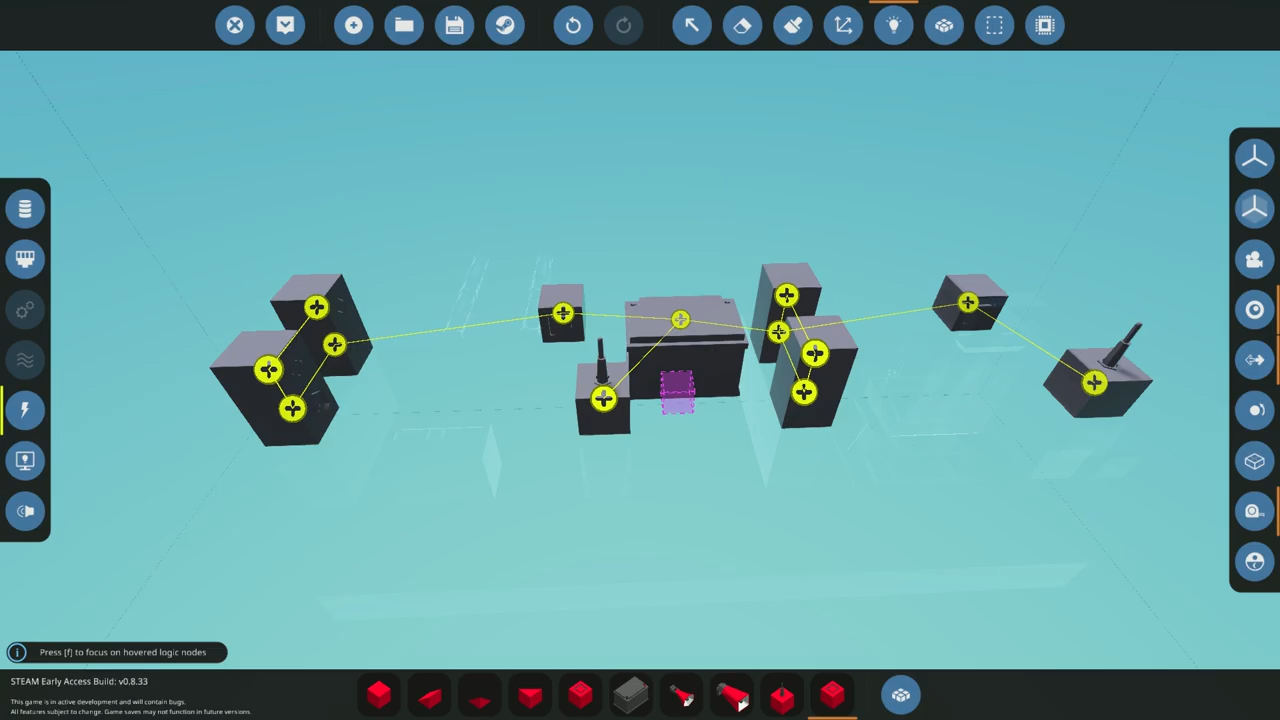 Press [f] to focus on hovered logic nodes
STEAM Early Access Build: v0.8.33
This game is in active development and will contain bugs.
All features subject to change. Game saves may not function in future versions.